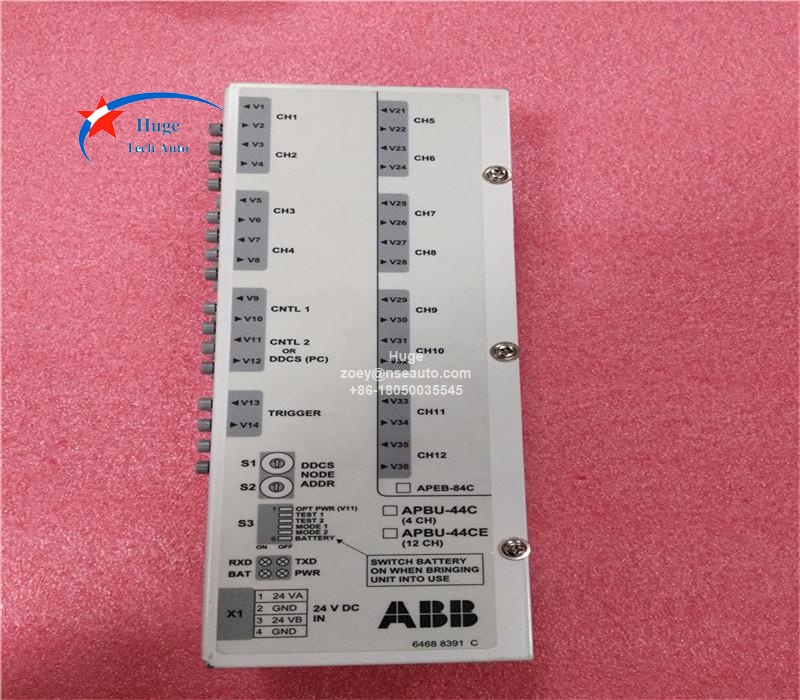 Huge
Tech Auto
V1
V2
CH1
V3
V4
CH2
V5
V6
CH3
V7
V8
CH4
V9
V10
CNTL 1
V11
V12
CNTL 2
OR
DDCS (PC)
V13
V14
TRIGGER
S1
S2
DDCS
NODE
ADDR
S3
1
6
OPT PWR (V11)
TEST 1
TEST 2
MODE 1
MODE 2
BATTERY
ON OFF
RXD TXD
BAT PWR
X1
1 24 VA
2 GND
3 24 VB
4 GND
24 V DC
IN
V21
V22
CH5
V23
V24
CH6
V25
V26
CH7
V27
V28
CH8
V29
V30
CH9
V31
V32
CH10
Huge
zoey@nseauto.com
+86-18050035545
V33
V34
CH11
V35
V36
CH12
APEB-84C
APBU-44C
(4 CH)
APBU-44CE
(12 CH)
SWITCH BATTERY
ON WHEN BRINGING
UNIT INTO USE
ABB
6468 8391 C